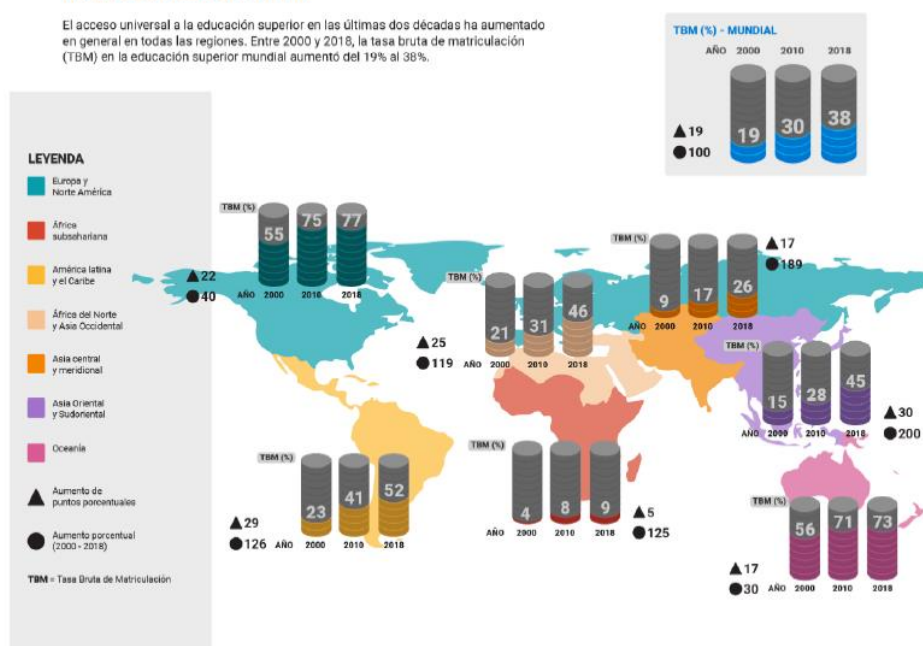 El acceso universal a la educación superior en las últimas dos décadas ha aumentado
en general en todas las regiones. Entre 2000 y 2018, la tasa bruta de matriculación
(TBM) en la educación superior mundial aumentó del 19% al 38%.
TBM (%) - MUNDIAL
AÑO 2000 2010 2018
19 30 38
▲19
●100
LEYENDA
Europa y
Norte América
África
subsahariana
América latina
y el Caribe
África del Norte
y Asia Occidental
Asia central
y meridional
Asia Oriental
y Sudoriental
Oceanía
Aumento de
puntos porcentuales
Aumento porcentual
(2000 - 2018)
TBM = Tasa Bruta de Matriculación
TBM (%)
55 75 77
▲22
●40
AÑO 2000 2016 2018
TBM (%)
9 17 26
▲17
●189
AÑO 2000 2010 2018
TBM (%)
21 31 46
▲25
●119
AÑO 2000 2010 2018
TBM (%)
15 28 45
▲30
●200
AÑO 2000 2010 2018
TBM (%)
23 41 52
▲29
●126
AÑO 2000 2010 2018
TBM (%)
4 8 9
▲5
●125
AÑO 2000 2010 2018
TBM (%)
56 71 73
▲17
●30
AÑO 2000 2010 2018